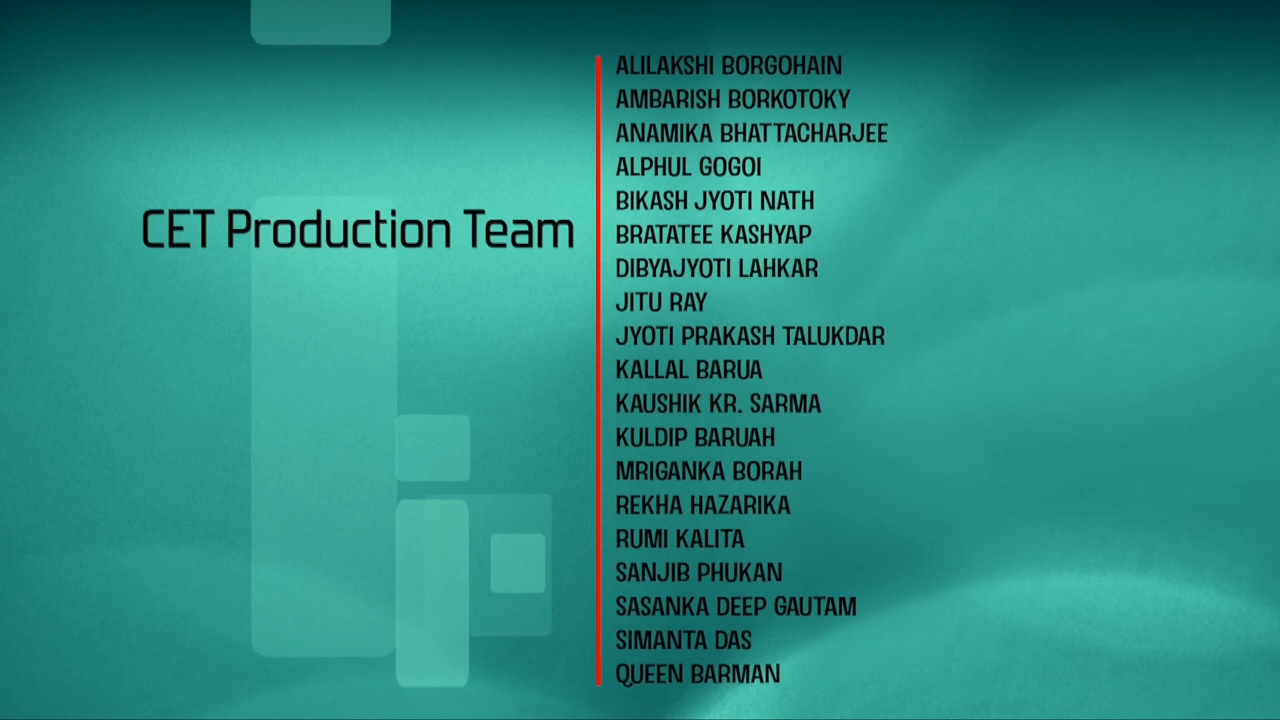 CET Production Team
ALILAKSHI BORGOHAIN
AMBARISH BORKOTOKY
ANAMIKA BHATTACHARJEE
ALPHUL GOGOI
BIKASH JYOTI NATH
BRATATEE KASHYAP
DIBYAJYOTI LAHKAR
JITU RAY
JYOTI PRAKASH TALUKDAR
KALLAL BARUA
KAUSHIK KR. SARMA
KULDIP BARUAH
MRIGANKA BORAH
REKHA HAZARIKA
RUMI KALITA
SANJIB PHUKAN
SASANKA DEEP GAUTAM
SIMANTA DAS
QUEEN BARMAN